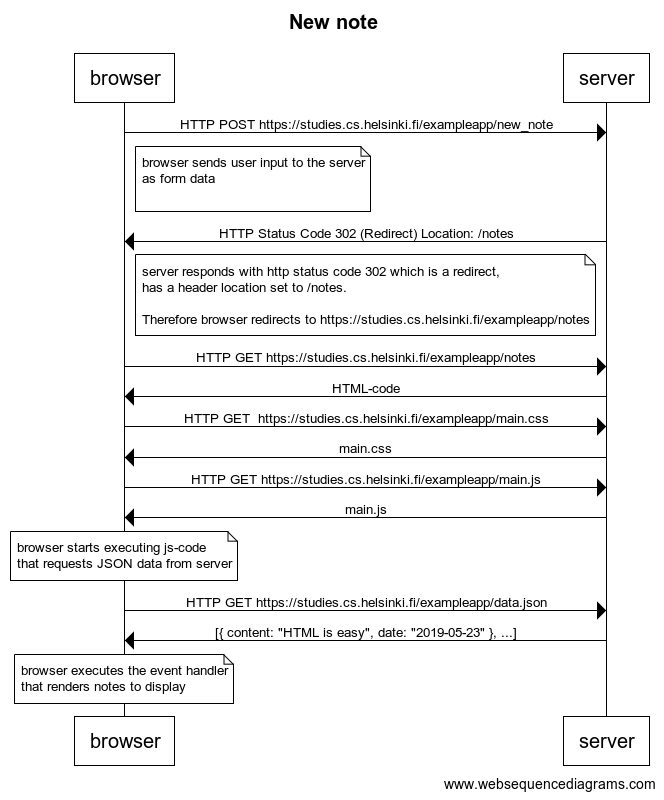 New note
browser
server
HTTP POST https://studies.cs.helsinki.fi/exampleapp/new_note
browser sends user input to the server
as form data
HTTP Status Code 302 (Redirect) Location: /notes
server responds with http status code 302 which is a redirect,
has a header location set to /notes.
Therefore browser redirects to https://studies.cs.helsinki.fi/exampleapp/notes
HTTP GET https://studies.cs.helsinki.fi/exampleapp/notes
HTML-code
HTTP GET  https://studies.cs.helsinki.fi/exampleapp/main.css
main.css
HTTP GET https://studies.cs.helsinki.fi/exampleapp/main.js
main.js
browser starts executing js-code
that requests JSON data from server
HTTP GET https://studies.cs.helsinki.fi/exampleapp/data.json
[{ content: "HTML is easy", date: "2019-05-23" }, ...]
browser executes the event handler
that renders notes to display
browser
server
www.websequencediagrams.com